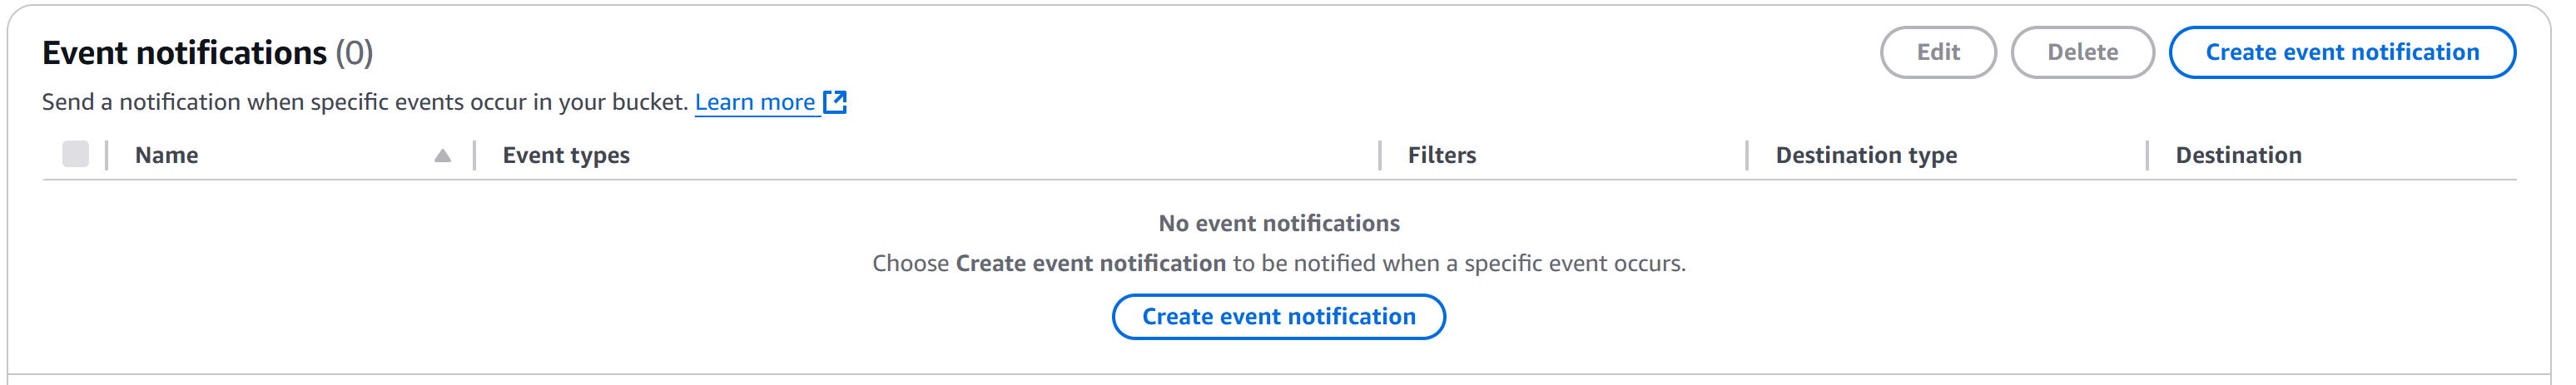 Event notifications (0)
Edit
Delete
Create event notification
Send a notification when specific events occur in your bucket. Learn more
Name
Event types
Filters
Destination type
Destination
No event notifications
Choose Create event notification to be notified when a specific event occurs.
Create event notification